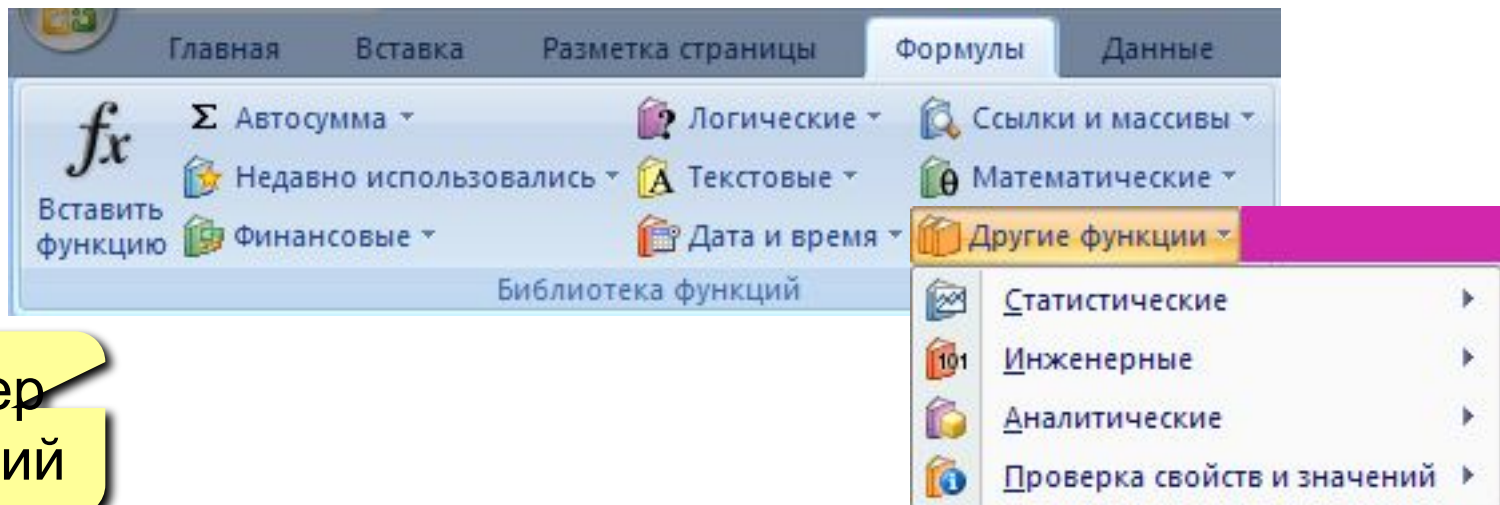 Главная Вставка Разметка страницы Формулы Данные
fx Σ Автосумма Логические Ссылки и массивы
Недавно использовались Текстовые Математические
Вставить
функцию Финансовые Дата и время Другие функции
Библиотека функций
Статистические
Инженерные
Аналитические
Проверка свойств и значений